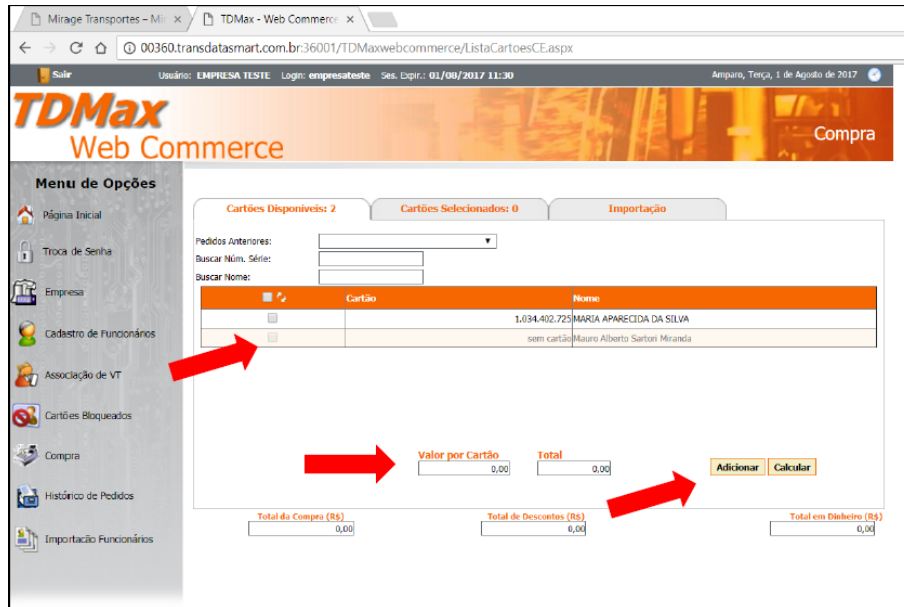 Mirage Transportes – Mir
TDMax - Web Commerce
00360.transdatasmart.com.br:36001/TDMaxwebcommerce/ListaCartoesCE.aspx
Sair Usuário: EMPRESA TESTE Login: empresateste Ses. Expir.: 01/08/2017 11:30 Amparo, Terça, 1 de Agosto de 2017
TDMax
Web Commerce
Compra
Menu de Opções
Página Inicial
Troca de Senha
Empresa
Cadastro de Funcionários
Associação de VT
Cartões Bloqueados
Compra
Histórico de Pedidos
Importacão Funcionários
Cartões Disponíveis: 2 Cartões Selecionados: 0 Importação
Pedidos Anteriores:
Buscar Núm. Série:
Buscar Nome:
Cartão Nome
1.034.402.725 MARIA APARECIDA DA SILVA
sem cartão Mauro Alberto Sartori Miranda
Valor por Cartão Total
0,00 0,00 Adicionar Calcular
Total da Compra (R$) Total de Descontos (R$) Total em Dinheiro (R$)
0,00 0,00 0,00